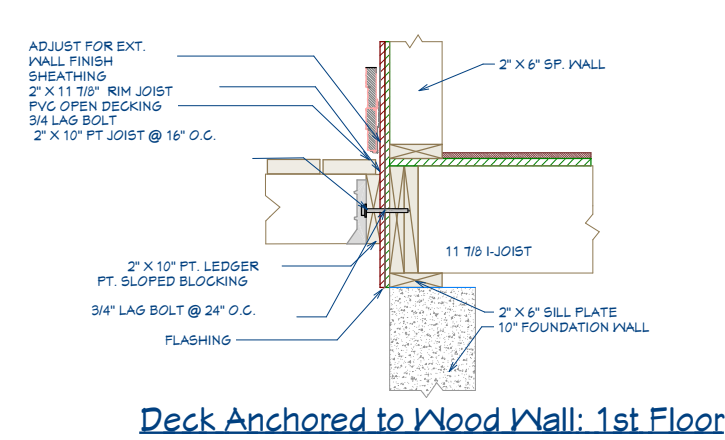 ADJUST FOR EXT.
WALL FINISH
SHEATHING
2" X 11 7/8" RIM JOIST
PVC OPEN DECKING
3/4 LAG BOLT
2" X 10" PT JOIST @ 16" O.C.
2" X 6" SP. WALL
11 7/8 I-JOIST
2" X 10" PT. LEDGER
PT. SLOPED BLOCKING
3/4" LAG BOLT @ 24" O.C.
FLASHING
2" X 6" SILL PLATE
10" FOUNDATION WALL
Deck Anchored to Wood Wall: 1st Floor